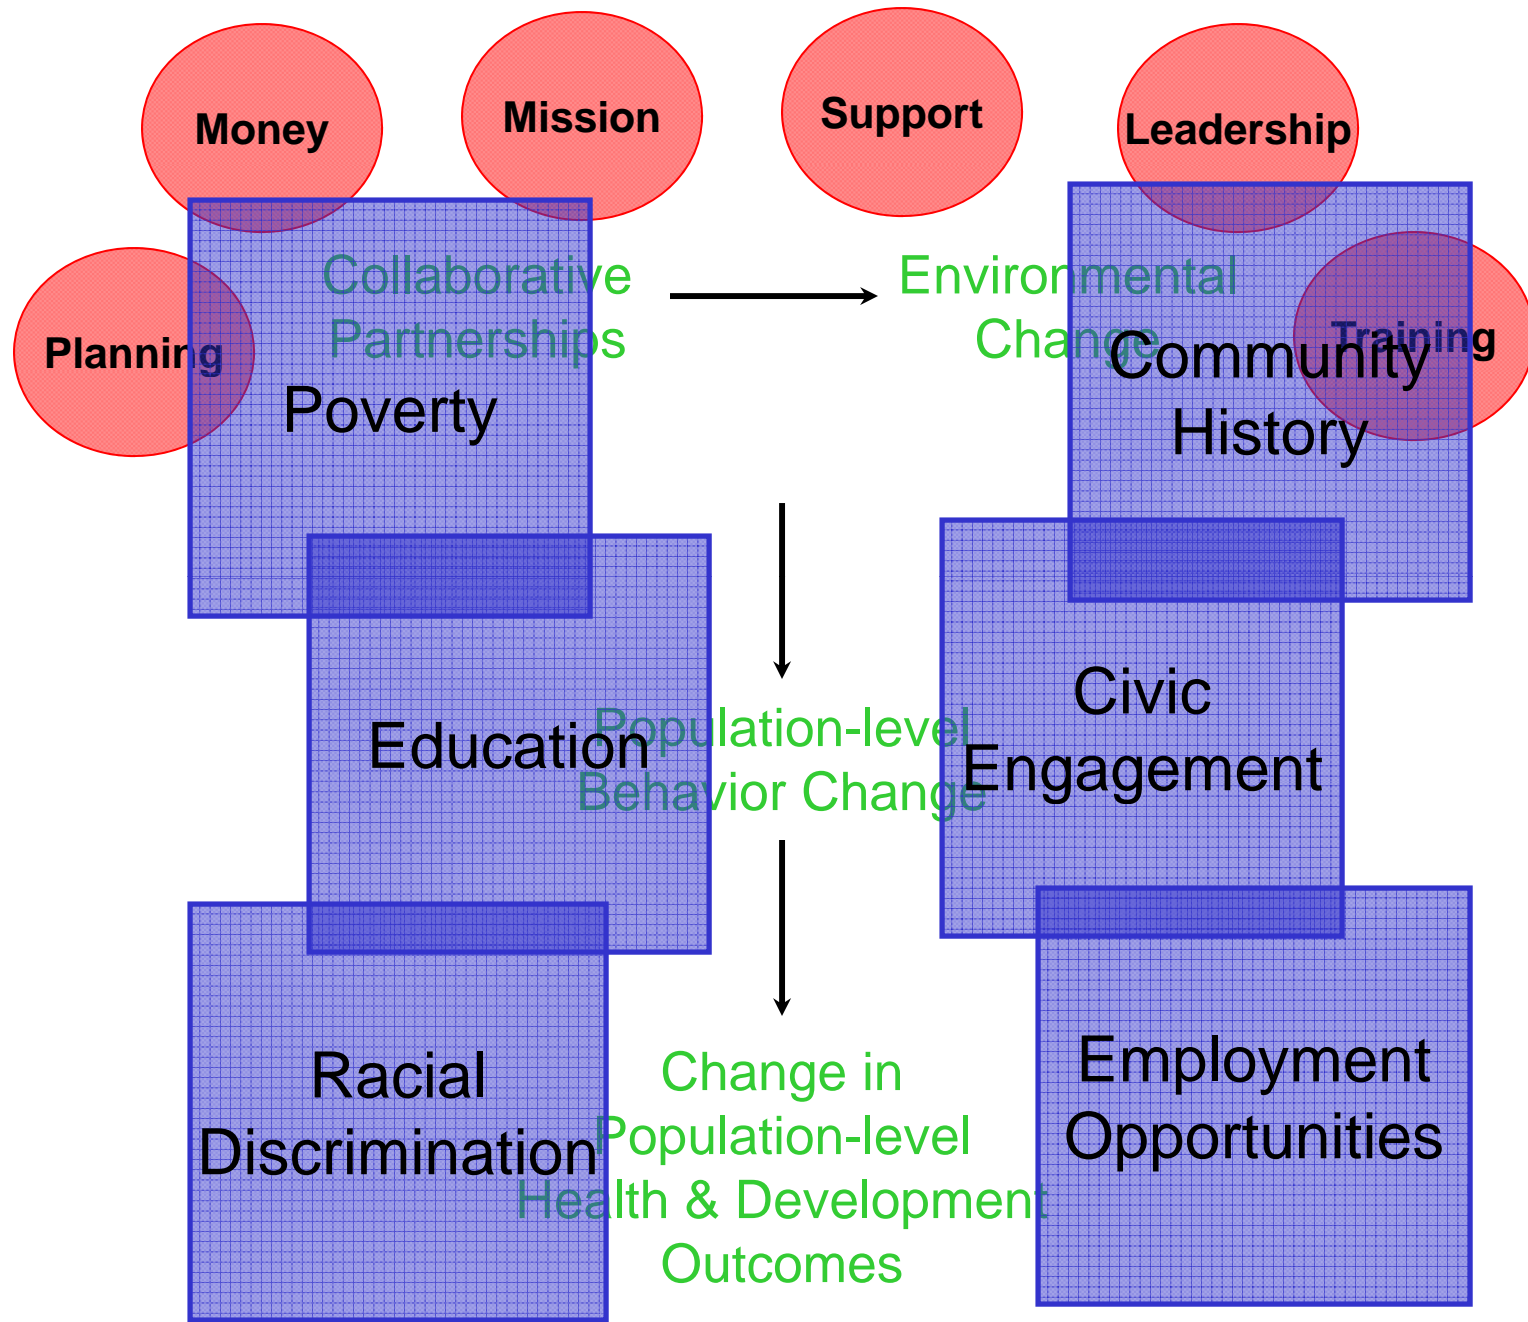 Money
Mission
Support
Leadership
Planning
Collaborative
Partnerships
Environmental
Change
Training
Poverty
Community
History
Education
Population-level
Behavior Change
Civic
Engagement
Racial
Discrimination
Change in
Population-level
Health & Development
Outcomes
Employment
Opportunities